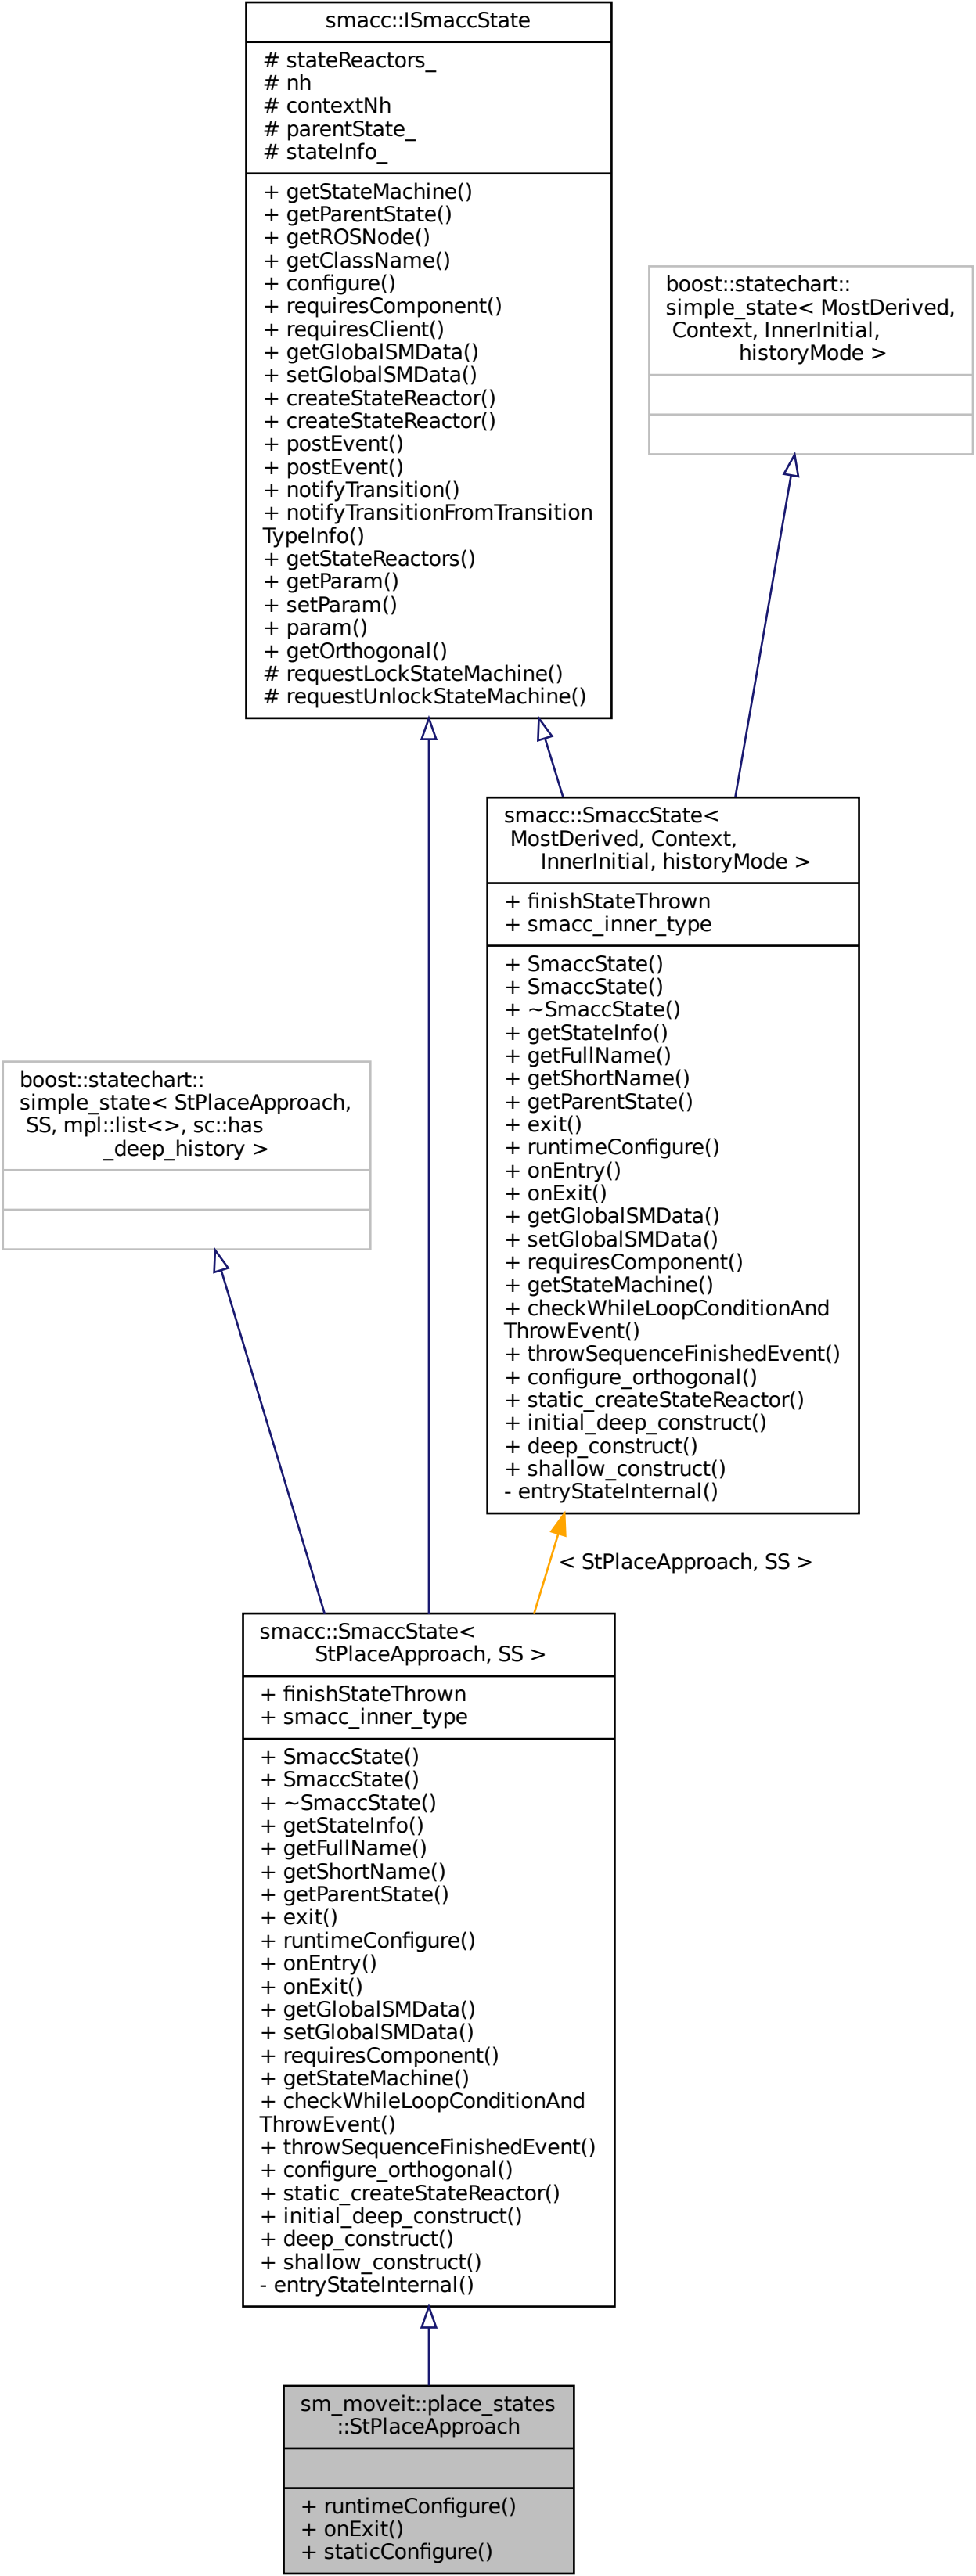 smacc::ISmaccState
# stateReactors_
# nh
# contextNh
# parentState_
# stateInfo_
+ getStateMachine()
+ getParentState()
+ getROSNode()
+ getClassName()
+ configure()
+ requiresComponent()
+ requiresClient()
+ getGlobalSMData()
+ setGlobalSMData()
+ createStateReactor()
+ createStateReactor()
+ postEvent()
+ postEvent()
+ notifyTransition()
+ notifyTransitionFromTransition
TypeInfo()
+ getStateReactors()
+ getParam()
+ setParam()
+ param()
+ getOrthogonal()
# requestLockStateMachine()
# requestUnlockStateMachine()
boost::statechart::
simple_state< MostDerived,
Context, InnerInitial,
historyMode >
smacc::SmaccState<
MostDerived, Context,
InnerInitial, historyMode >
+ finishStateThrown
+ smacc_inner_type
+ SmaccState()
+ SmaccState()
+ ~SmaccState()
+ getStateInfo()
+ getFullName()
+ getShortName()
+ getParentState()
+ exit()
+ runtimeConfigure()
+ onEntry()
+ onExit()
+ getGlobalSMData()
+ setGlobalSMData()
+ requiresComponent()
+ getStateMachine()
+ checkWhileLoopConditionAnd
ThrowEvent()
+ throwSequenceFinishedEvent()
+ configure_orthogonal()
+ static_createStateReactor()
+ initial_deep_construct()
+ deep_construct()
+ shallow_construct()
- entryStateInternal()
boost::statechart::
simple_state< StPlaceApproach,
SS, mpl::list<>, sc::has
_deep_history >
< StPlaceApproach, SS >
smacc::SmaccState<
StPlaceApproach, SS >
+ finishStateThrown
+ smacc_inner_type
+ SmaccState()
+ SmaccState()
+ ~SmaccState()
+ getStateInfo()
+ getFullName()
+ getShortName()
+ getParentState()
+ exit()
+ runtimeConfigure()
+ onEntry()
+ onExit()
+ getGlobalSMData()
+ setGlobalSMData()
+ requiresComponent()
+ getStateMachine()
+ checkWhileLoopConditionAnd
ThrowEvent()
+ throwSequenceFinishedEvent()
+ configure_orthogonal()
+ static_createStateReactor()
+ initial_deep_construct()
+ deep_construct()
+ shallow_construct()
- entryStateInternal()
sm_moveit::place_states
::StPlaceApproach
+ runtimeConfigure()
+ onExit()
+ staticConfigure()